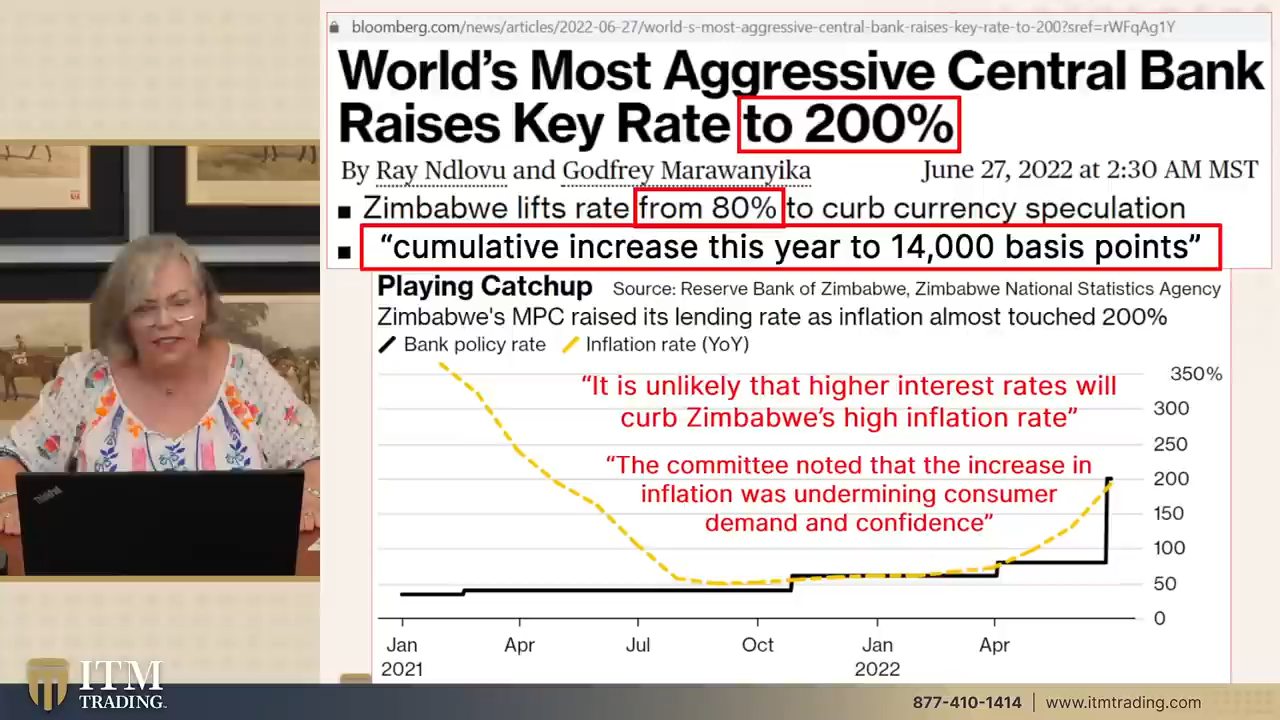 bloomberg.com/news/articles/2022-06-27/world-s-most-aggressive-central-bank-raises-key-rate-to-200?sref=rWFqAg1Y
World's Most Aggressive Central Bank
Raises Key Rate to 200%
By Ray Ndlovu and Godfrey Marawanyika June 27, 2022 at 2:30 AM MST
■ Zimbabwe lifts rate from 80% to curb currency speculation
■ “cumulative increase this year to 14,000 basis points”
Playing Catchup Source: Reserve Bank of Zimbabwe, Zimbabwe National Statistics Agency
Zimbabwe's MPC raised its lending rate as inflation almost touched 200%
Bank policy rate Inflation rate (YoY)
350%
“It is unlikely that higher interest rates will
curb Zimbabwe’s high inflation rate”
300
250
“The committee noted that the increase in
inflation was undermining consumer
demand and confidence”
200
150
100
50
0
Jan Apr Jul Oct Jan Apr
2021 2022
ThinkPad
ITM
TRADING
877-410-1414 | www.itmtrading.com